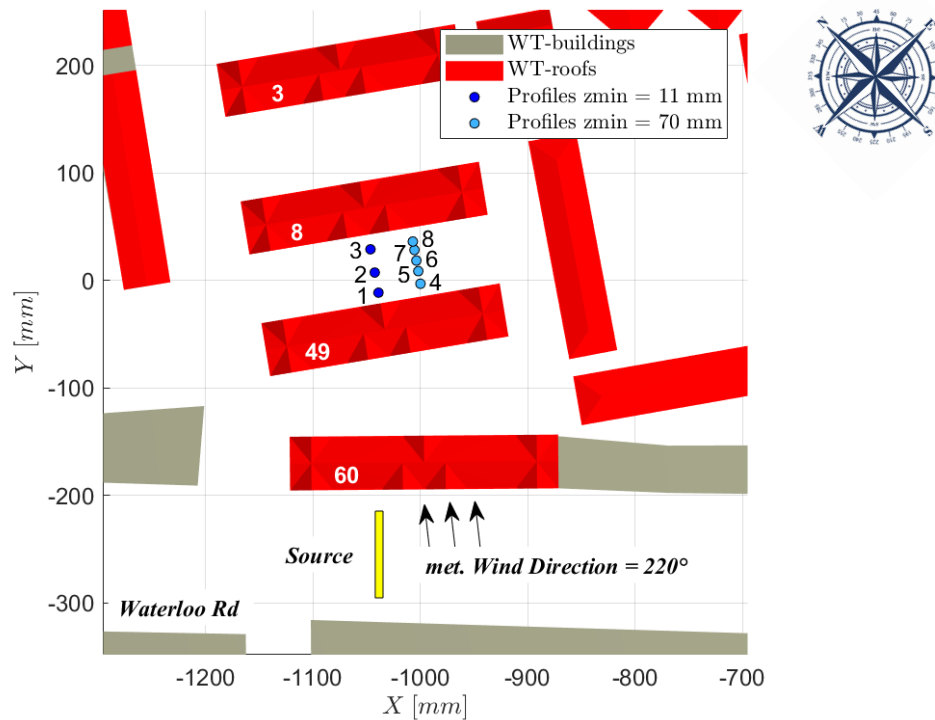 WT-buildings
WT-roofs
Profiles zmin = 11 mm
Profiles zmin = 70 mm
N
E
W
S
3
8
3
2
1
8
7
6
5
4
49
60
Source
met. Wind Direction = 220°
Waterloo Rd
200
100
0
-100
-200
-300
Y [mm]
-1200
-1100
-1000
-900
-800
-700
X [mm]